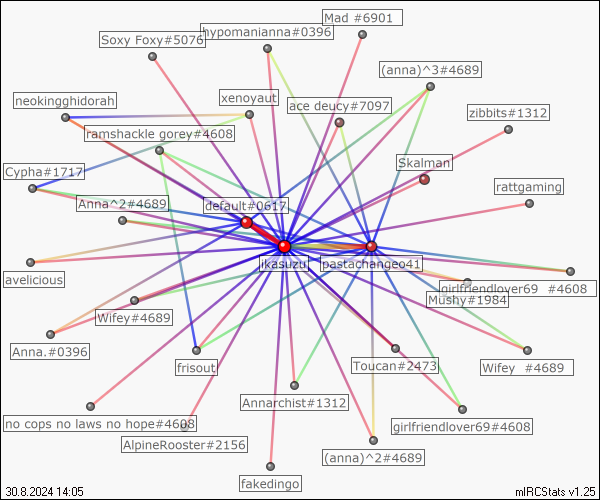 Mad #6901
Soxy Foxy#5076
hypomanianna#0396
(anna)^3#4689
neokingghidorah
xenoyaut
ace deucy#7097
zibbits#1312
ramshackle gorey#4608
Skalman
Cypha#1717
rattgaming
Anna^2#4689
default#0617
ikasuzu
pastachangeo41
avelicious
girlfriendlover69 #4608
Mushy#1984
Wifey#4689
Anna.#0396
frisout
Toucan#2473
Wifey #4689
Annarchist#1312
no cops no laws no hope#4608
girlfriendlover69#4608
AlpineRooster#2156
(anna)^2#4689
fakedingo
30.8.2024 14:05
mIRCStats v1.25